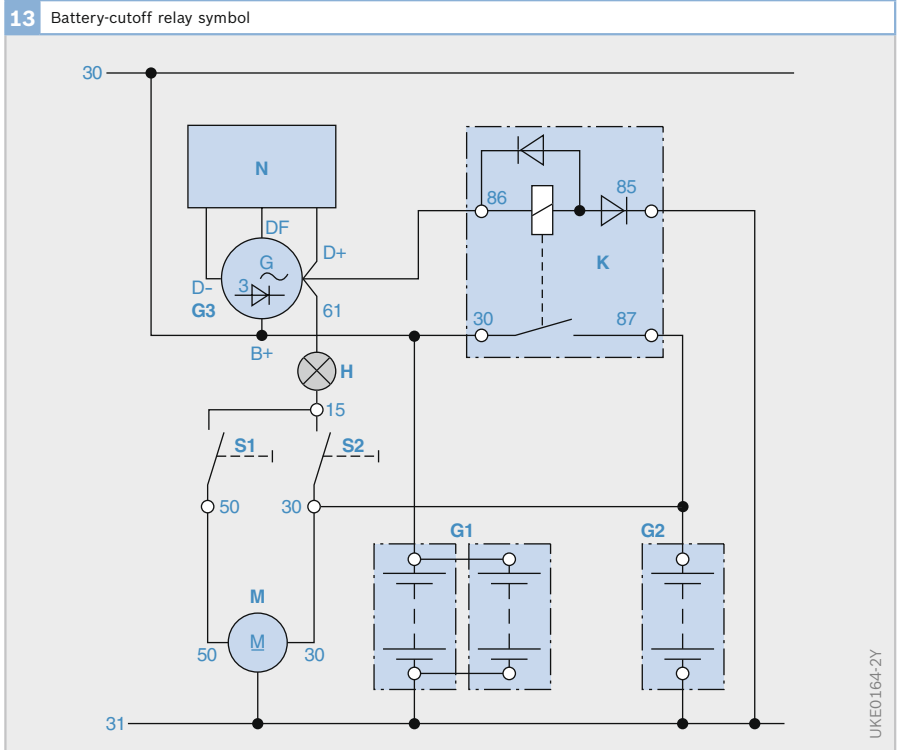 13 Battery-cutoff relay symbol
30
N
86
85
DF
G
D+
K
3
D-
G3
61
30
87
B+
H
15
S1
S2
50
30
G1
G2
M
M
50
30
31
UKE0164-2Y